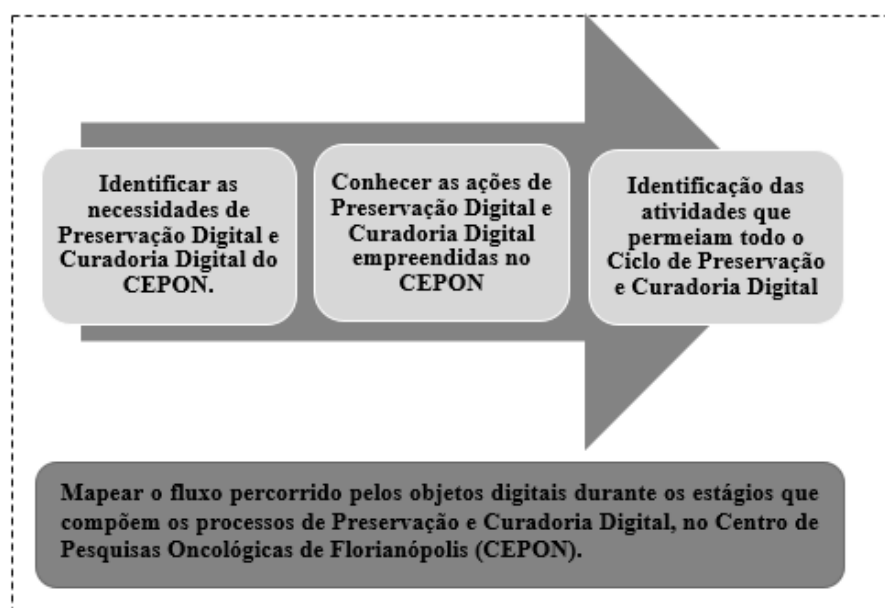 Identificar as
necessidades de
Preservação Digital e
Curadoria Digital do
CEPON.
Conhecer as ações de
Preservação Digital e
Curadoria Digital
empreendidas no
CEPON
Identificação das
atividades que
permeiam todo o
Ciclo de Preservação
e Curadoria Digital
Mapear o fluxo percorrido pelos objetos digitais durante os estágios que
compõem os processos de Preservação e Curadoria Digital, no Centro de
Pesquisas Oncológicas de Florianópolis (CEPON).